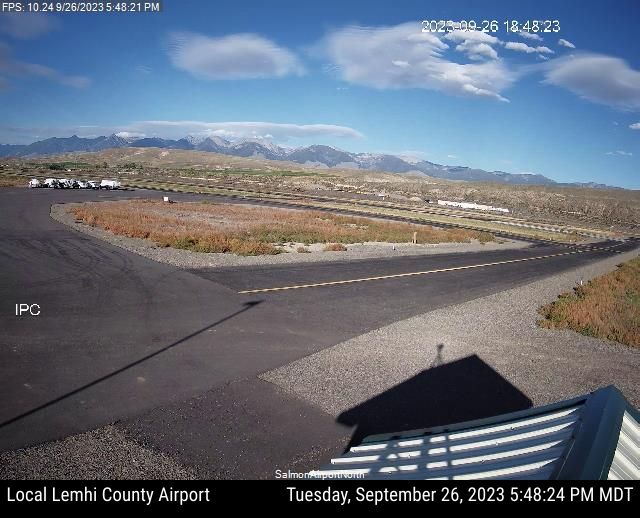 FPS: 10.24 9/26/2023 5:48:21 PM
2023-09-26 18:48:23
IPC
SalmonAirportNorth
Local Lemhi County Airport
Tuesday, September 26, 2023 5:48:24 PM MDT